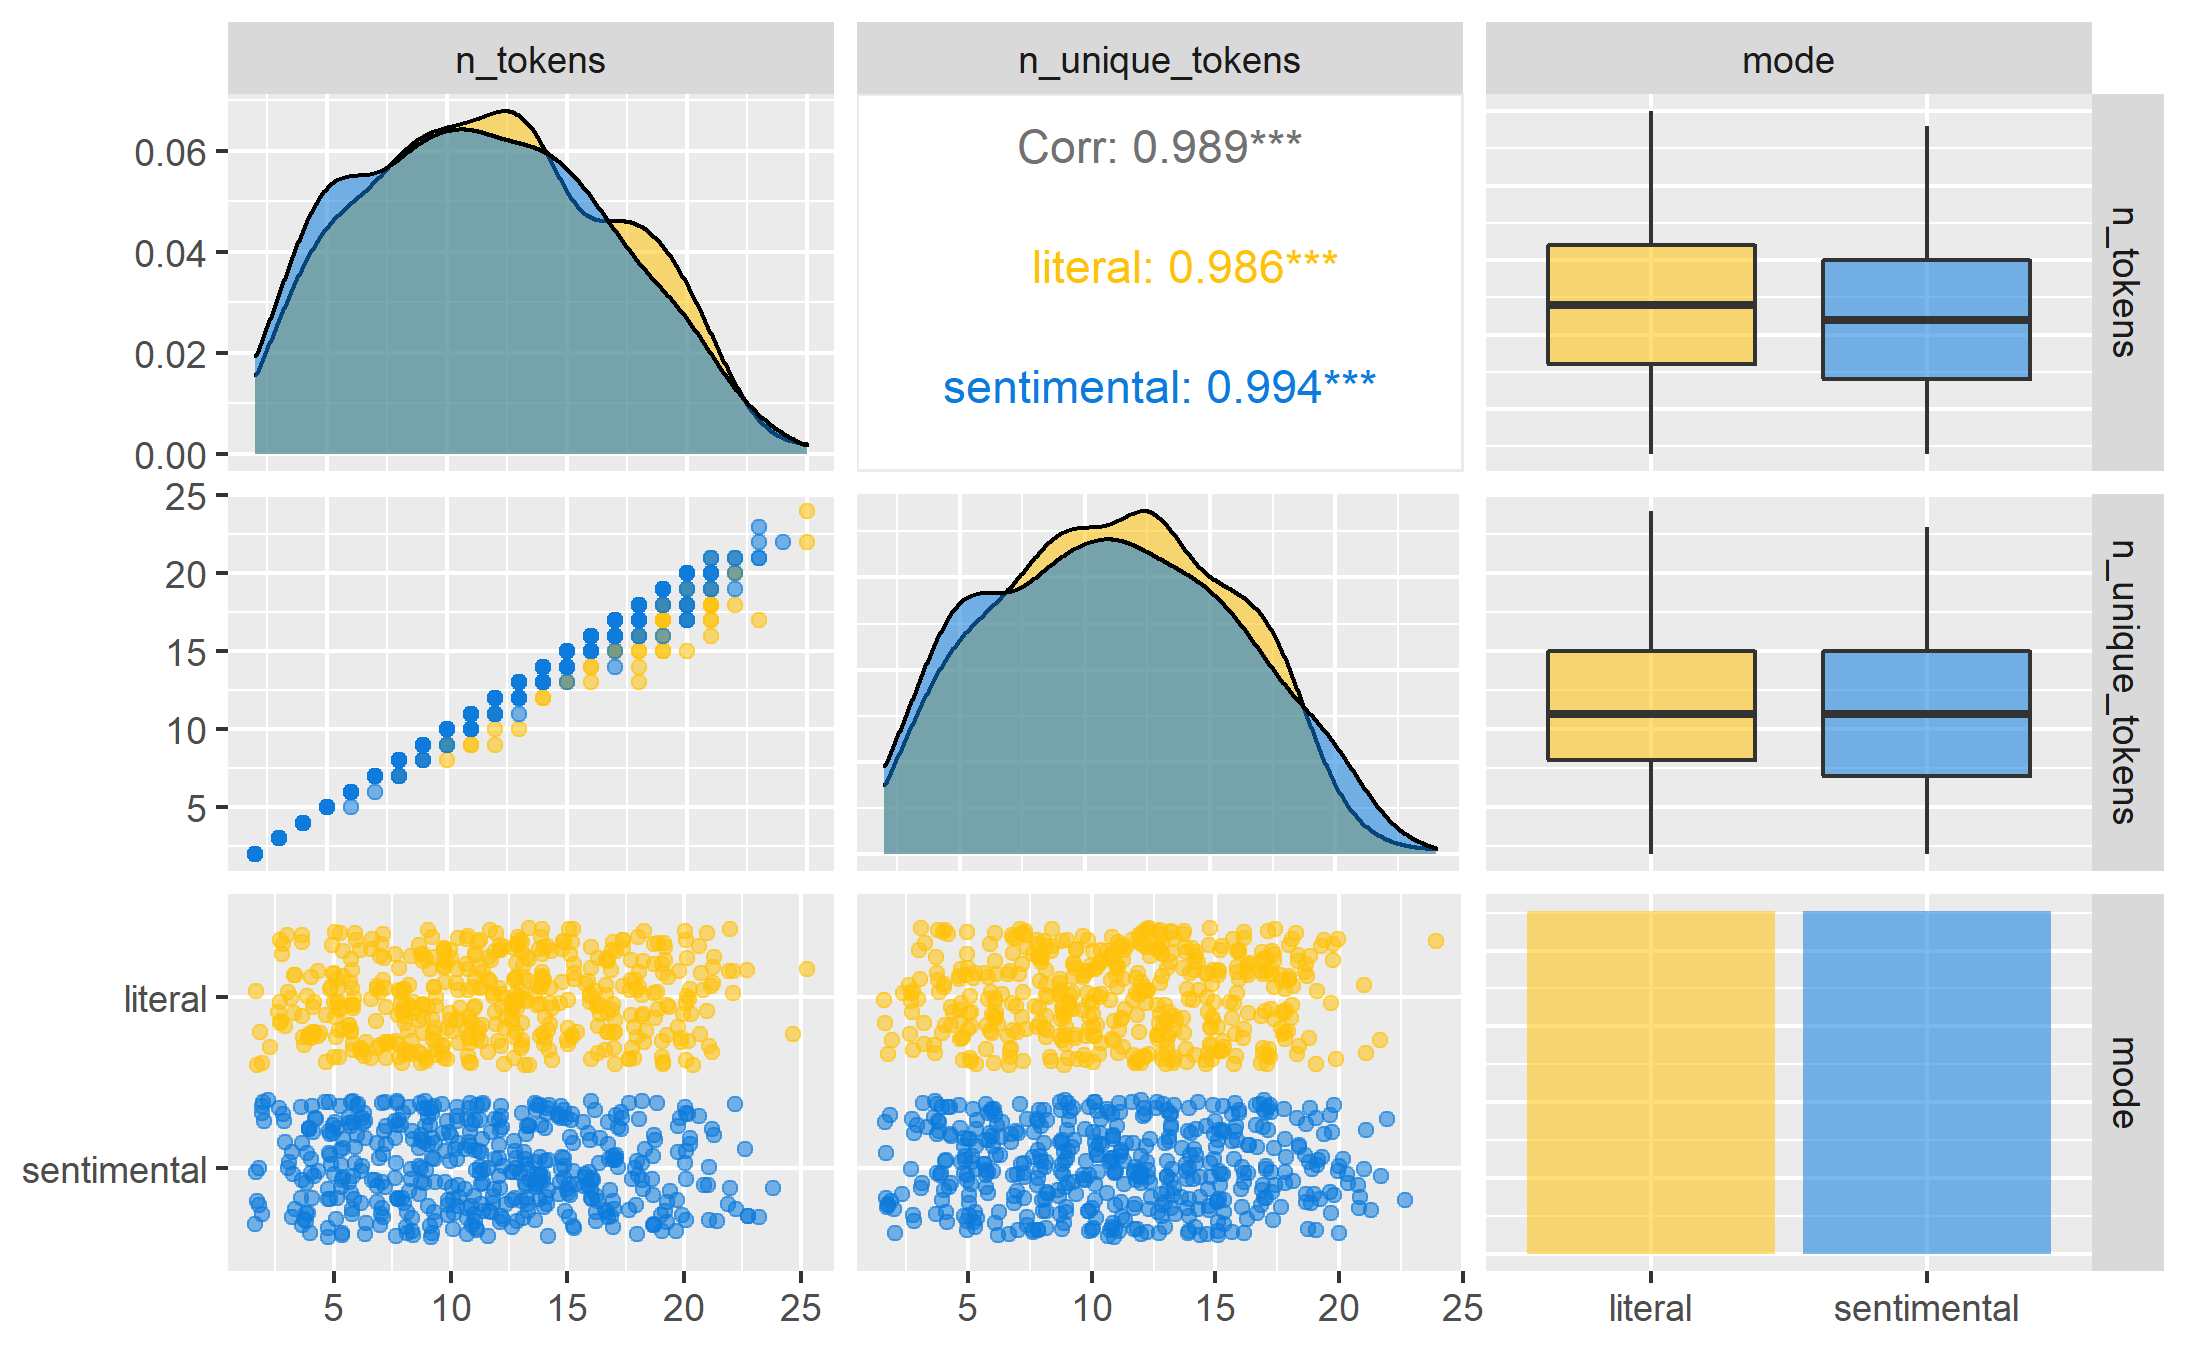 n_tokens
n_unique_tokens
mode
0.06
0.04
0.02
0.00
Corr: 0.989***
literal: 0.986***
sentimental: 0.994***
n_tokens
25
20
15
10
5
n_unique_tokens
literal
sentimental
mode
5 10 15 20 25
5 10 15 20 25
literal sentimental